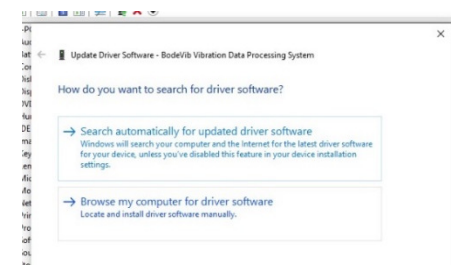 Update Driver Software - BodeVib Vibration Data Processing System
How do you want to search for driver software?
Search automatically for updated driver software
Windows will search your computer and the Internet for the latest driver software
for your device, unless you've disabled this feature in your device installation
settings.
Browse my computer for driver software
Locate and install driver software manually.